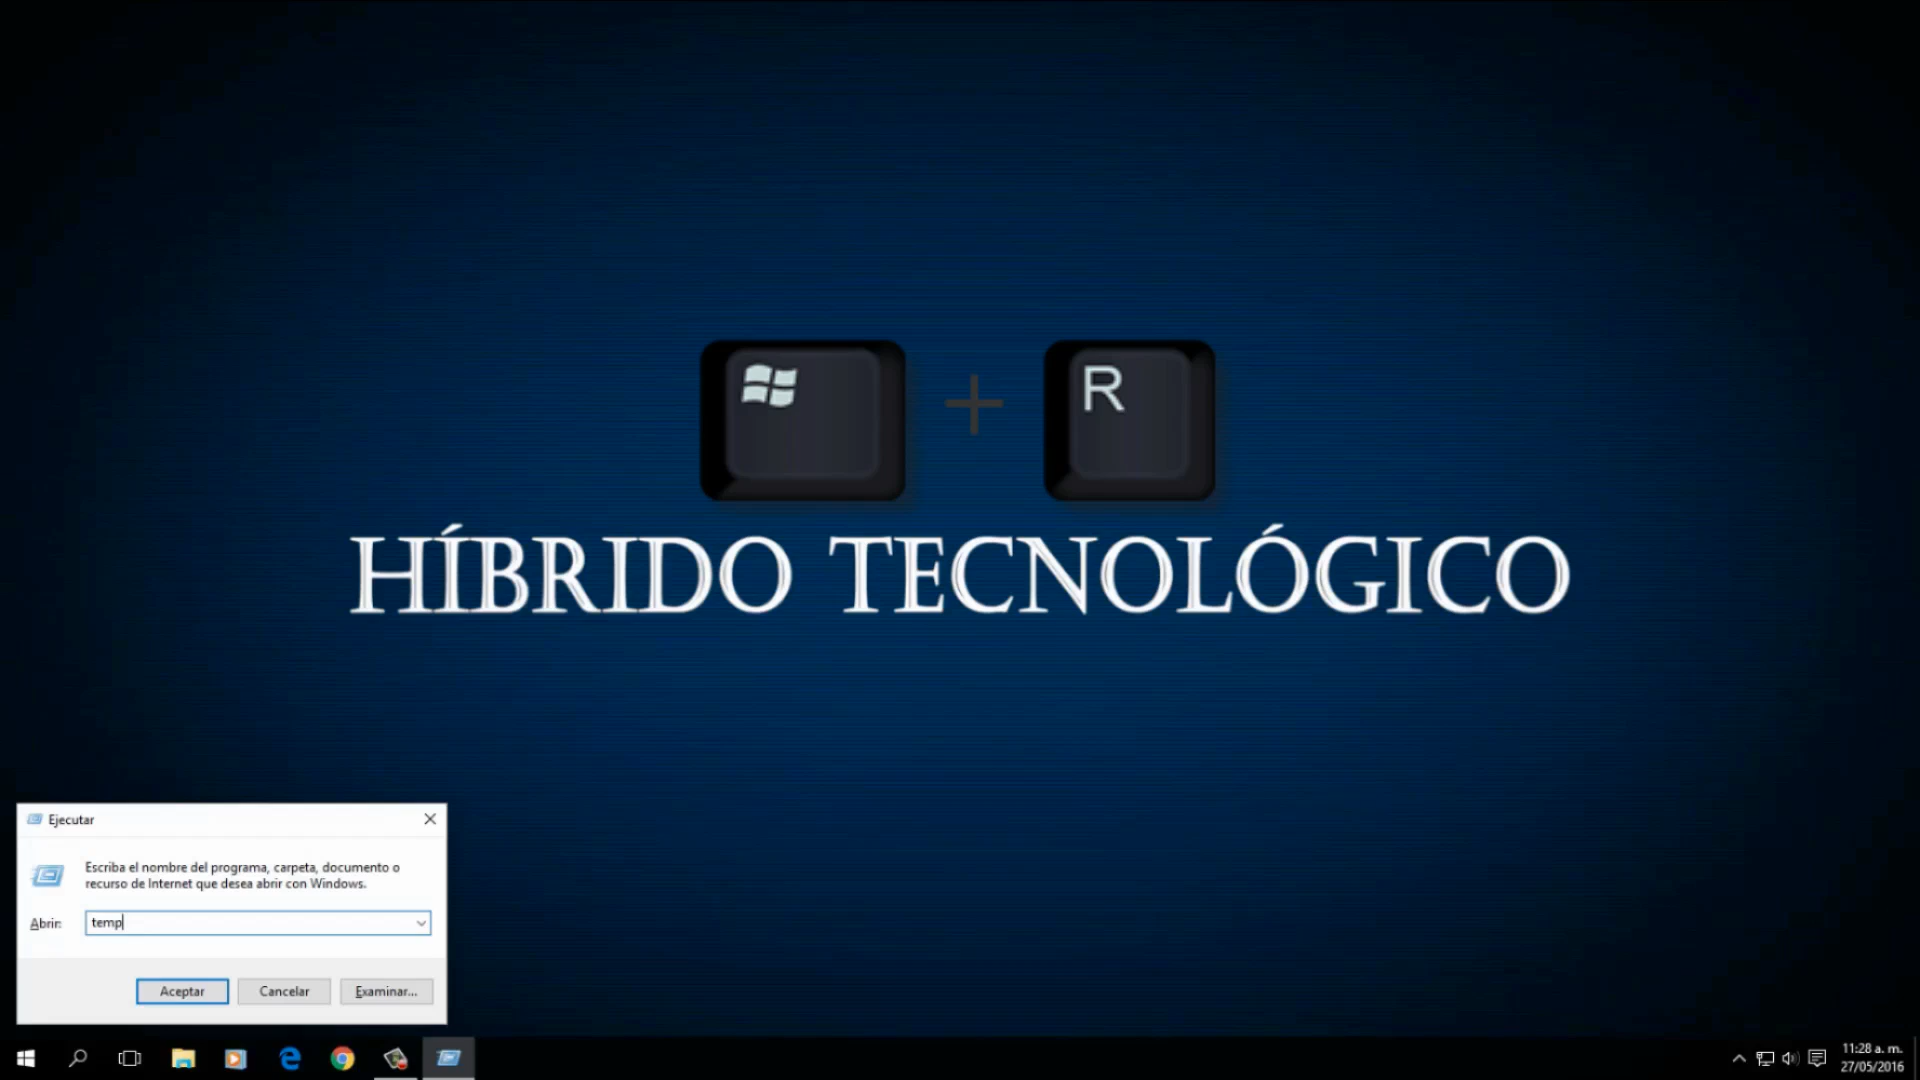 R
HÍBRIDO TECNOLÓGICO
Ejecutar
Escriba el nombre del programa, carpeta, documento o
recurso de Internet que desea abrir con Windows.
Abrir: temp
Aceptar Cancelar Examinar...
11:28 a. m.
27/05/2016